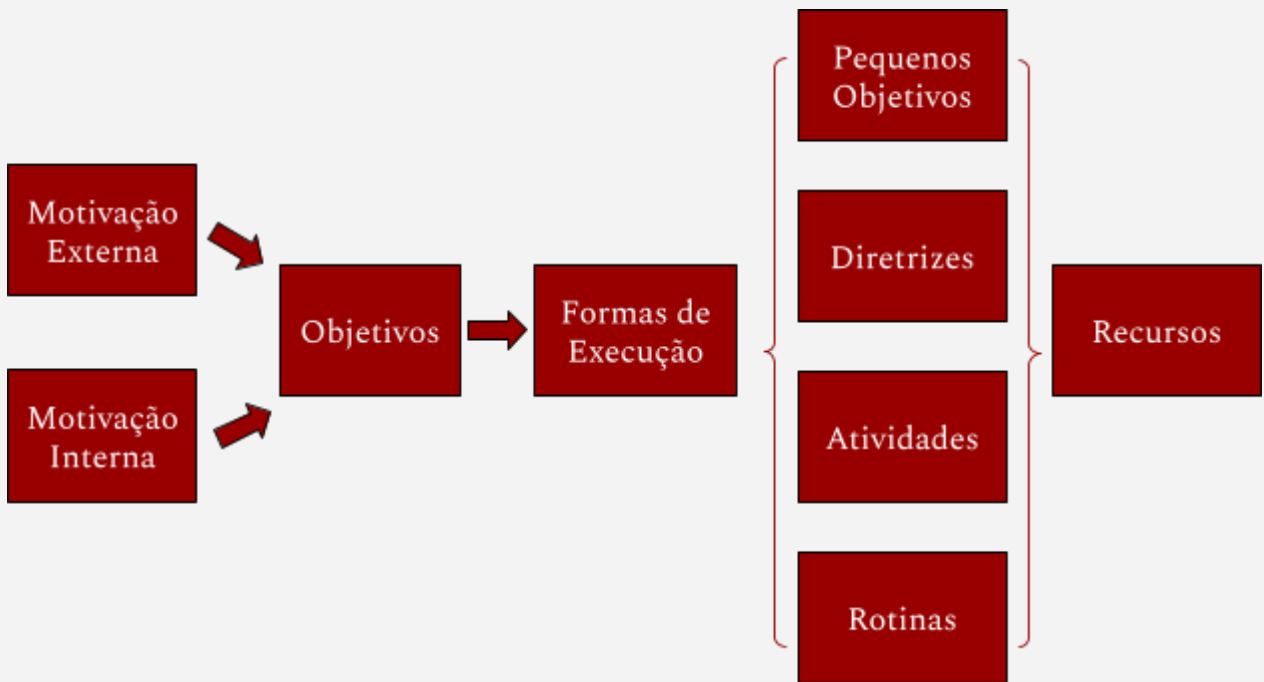 Motivação
Externa
Motivação
Interna
Objetivos
Formas de
Execução
Pequenos
Objetivos
Diretrizes
Atividades
Rotinas
Recursos